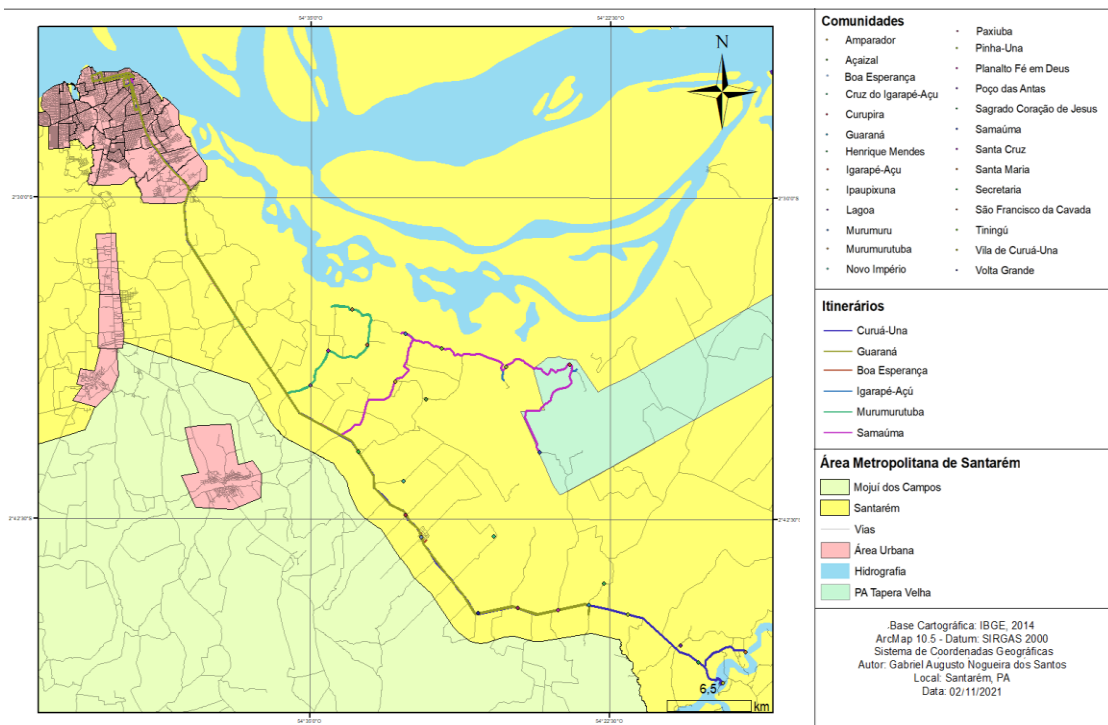 54°30'0"O
54°22'30"O
N
2°35'0"S
2°42'30"S
54°30'0"O
54°22'30"O
6.5
km
Comunidades
Amparador
Açaizal
Boa Esperança
Cruz do Igarapé-Açu
Curupira
Guaraná
Henrique Mendes
Igarapé-Açu
Ipaupixuna
Lagoa
Murumuru
Murumurutuba
Novo Império
Paxiuba
Pinha-Una
Planalto Fé em Deus
Poço das Antas
Sagrado Coração de Jesus
Samaúma
Santa Cruz
Santa Maria
Secretaria
São Francisco da Cavada
Tiningú
Vila de Curuá-Una
Volta Grande
Itinerários
Curuá-Una
Guaraná
Boa Esperança
Igarapé-Açú
Murumurutuba
Samaúma
Área Metropolitana de Santarém
Mojuí dos Campos
Santarém
Vias
Área Urbana
Hidrografia
PA Tapera Velha
Base Cartográfica: IBGE, 2014
ArcMap 10.5 - Datum: SIRGAS 2000
Sistema de Coordenadas Geográficas
Autor: Gabriel Augusto Nogueira dos Santos
Local: Santarém, PA
Data: 02/11/2021